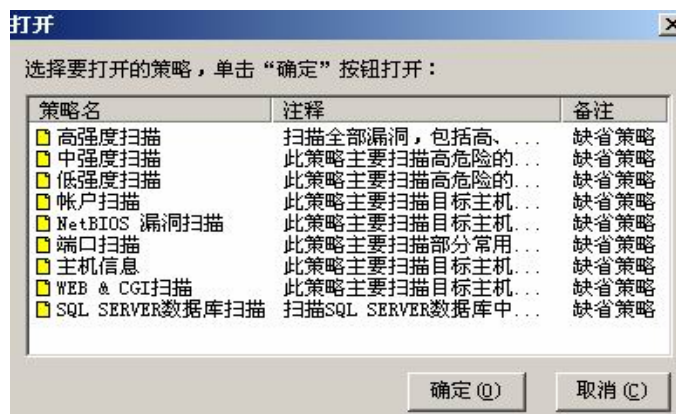 打开
选择要打开的策略，单击“确定”按钮打开：
策略名 注释 备注
高强度扫描 扫描全部漏洞，包括高、... 缺省策略
中强度扫描 此策略主要扫描高危险的... 缺省策略
低强度扫描 此策略主要扫描高危险的... 缺省策略
帐户扫描 此策略主要扫描目标主机... 缺省策略
NetBIOS 漏洞扫描 此策略主要扫描目标主机... 缺省策略
端口扫描 此策略主要扫描部分常用... 缺省策略
主机信息 此策略主要扫描目标主机... 缺省策略
WEB & CGI扫描 此策略主要扫描目标主机... 缺省策略
SQL SERVER数据库扫描 扫描SQL SERVER数据库中... 缺省策略
确定(O) 取消(C)